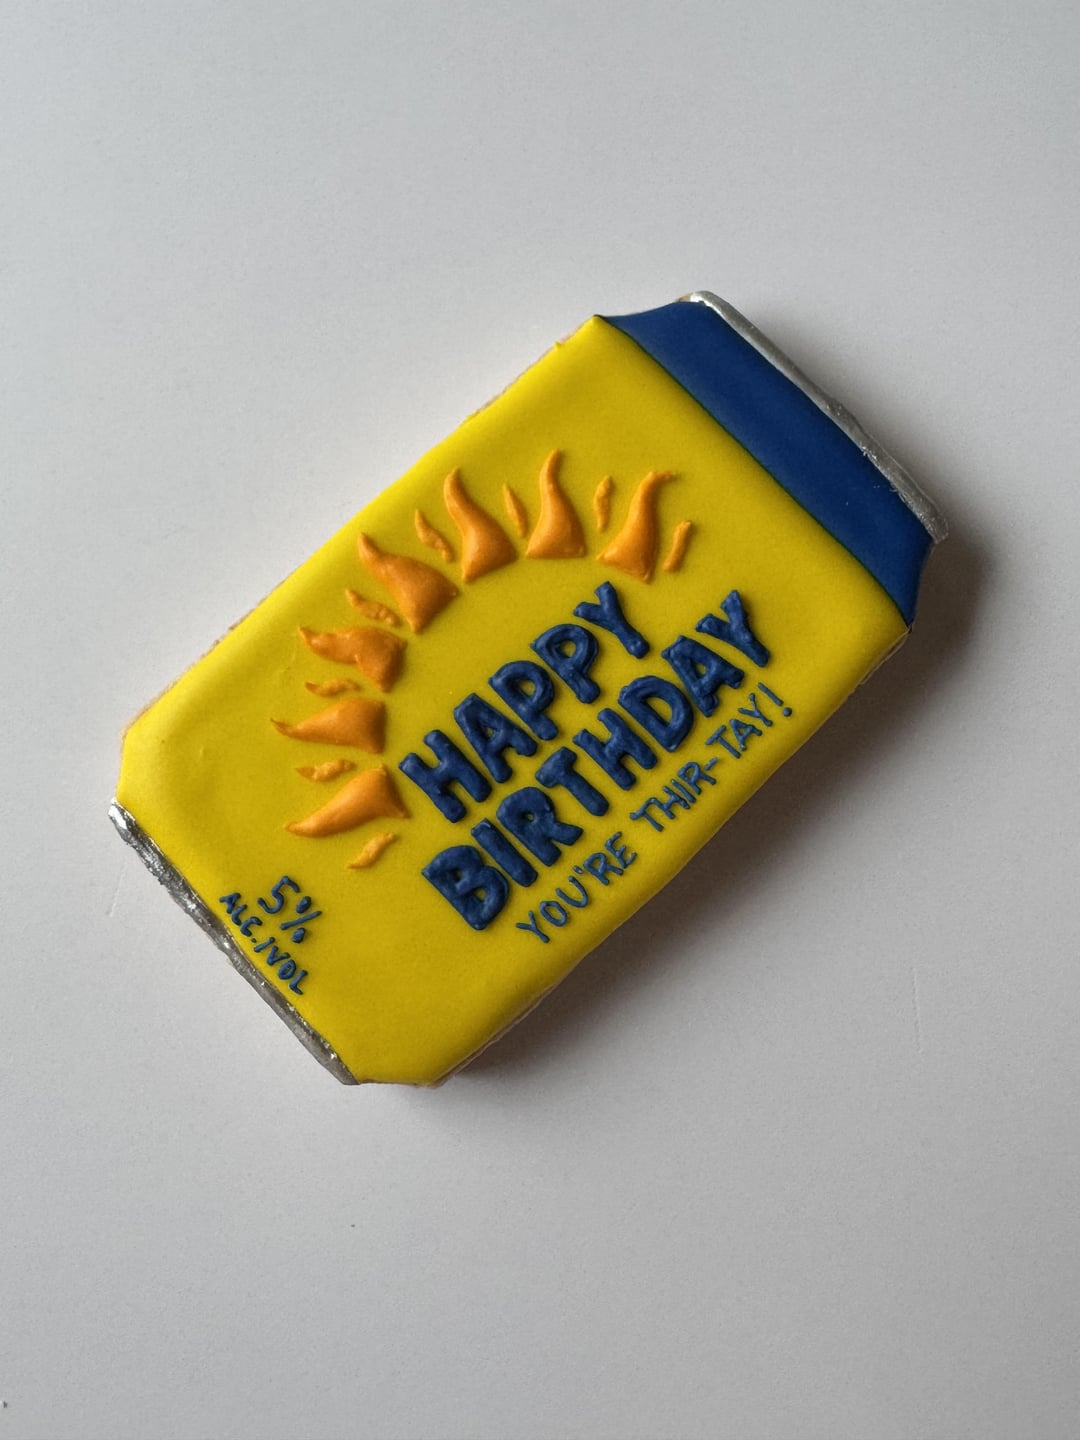 HAPPY
BIRTHDAY
YOU'RE THIR-TAY!
5%
ALC./VOL